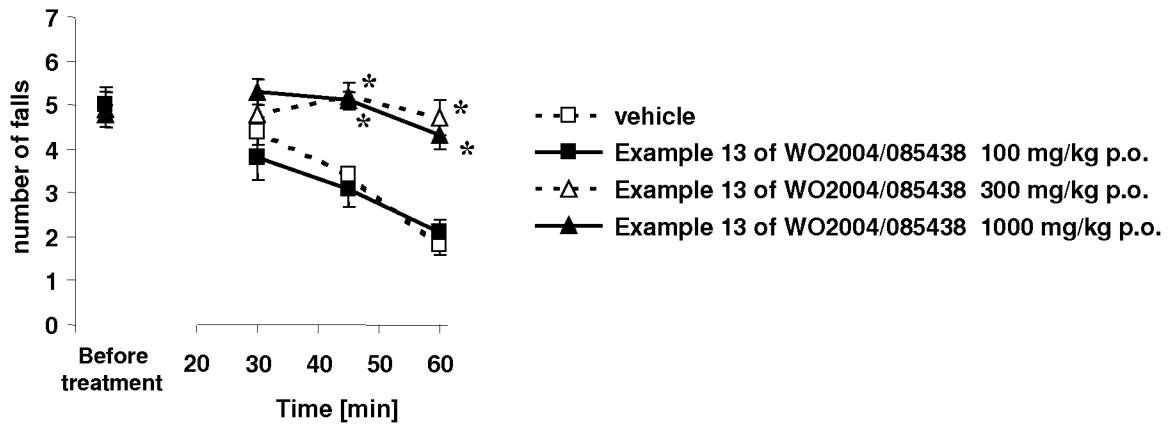 7
6
5
4
3
2
1
0
number of falls
Before
treatment
20 30 40 50 60
Time [min]
*
*
*
*
vehicle
Example 13 of WO2004/085438 100 mg/kg p.o.
Example 13 of WO2004/085438 300 mg/kg p.o.
Example 13 of WO2004/085438 1000 mg/kg p.o.